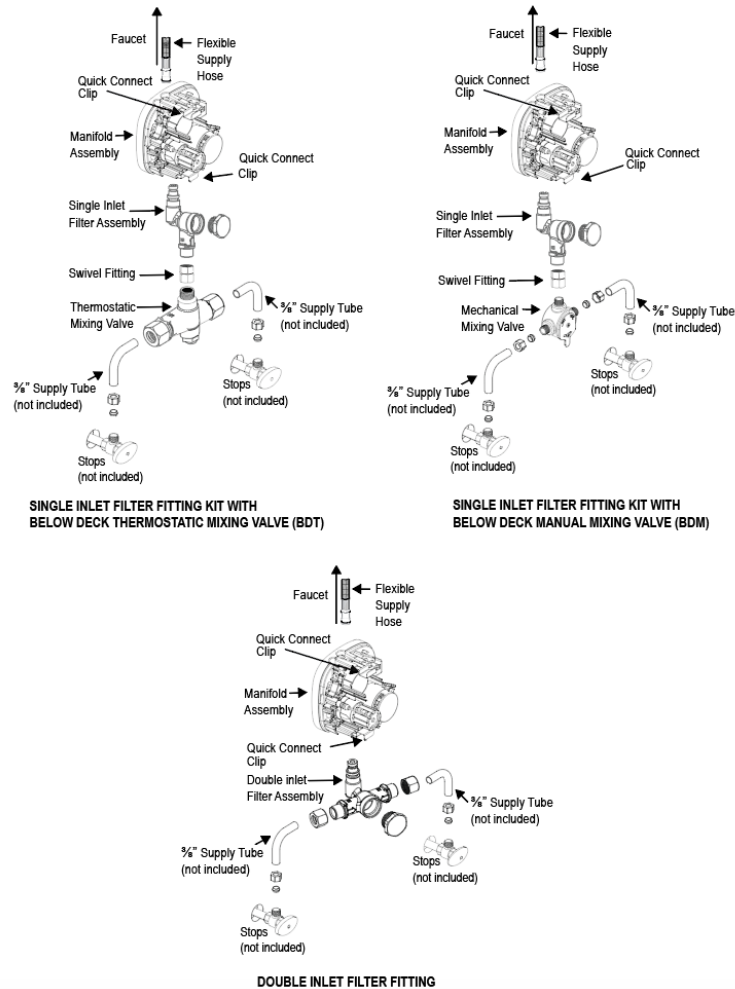 Faucet
Flexible
Supply
Hose
Quick Connect
Clip
Manifold
Assembly
Quick Connect
Clip
Single Inlet
Filter Assembly
Swivel Fitting
Thermostatic
Mixing Valve
⅜" Supply Tube
(not included)
Stops
(not included)
⅜" Supply Tube
(not included)
Stops
(not included)
SINGLE INLET FILTER FITTING KIT WITH
BELOW DECK THERMOSTATIC MIXING VALVE (BDT)
Faucet
Flexible
Supply
Hose
Quick Connect
Clip
Manifold
Assembly
Quick Connect
Clip
Single Inlet
Filter Assembly
Swivel Fitting
Mechanical
Mixing Valve
⅜" Supply Tube
(not included)
Stops
(not included)
⅜" Supply Tube
(not included)
Stops
(not included)
SINGLE INLET FILTER FITTING KIT WITH
BELOW DECK MANUAL MIXING VALVE (BDM)
Faucet
Flexible
Supply
Hose
Quick Connect
Clip
Manifold
Assembly
Quick Connect
Clip
Double inlet
Filter Assembly
⅜" Supply Tube
(not included)
Stops
(not included)
⅜" Supply Tube
(not included)
Stops
(not included)
DOUBLE INLET FILTER FITTING